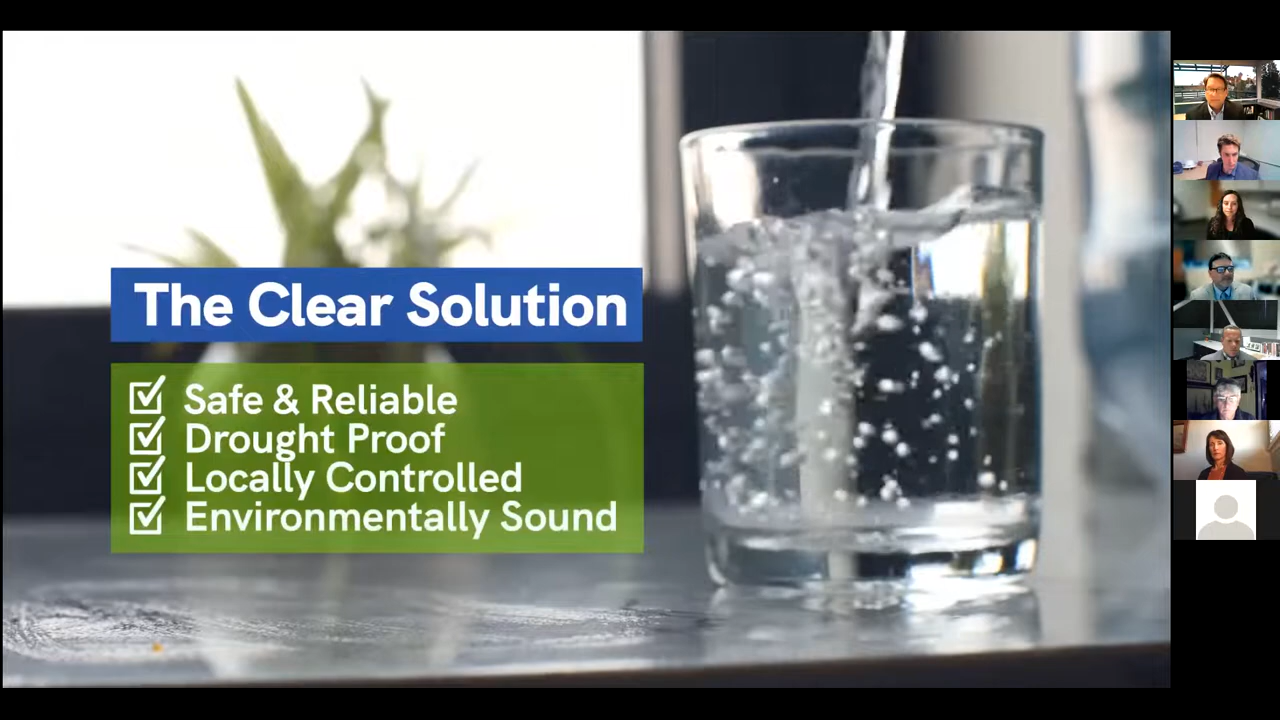 The Clear Solution
Safe & Reliable
Drought Proof
Locally Controlled
Environmentally Sound